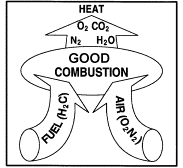 HEAT
O₂ CO₂
N₂ H₂O
GOOD
COMBUSTION
FUEL (H₂C)
AIR (O₂N₂)